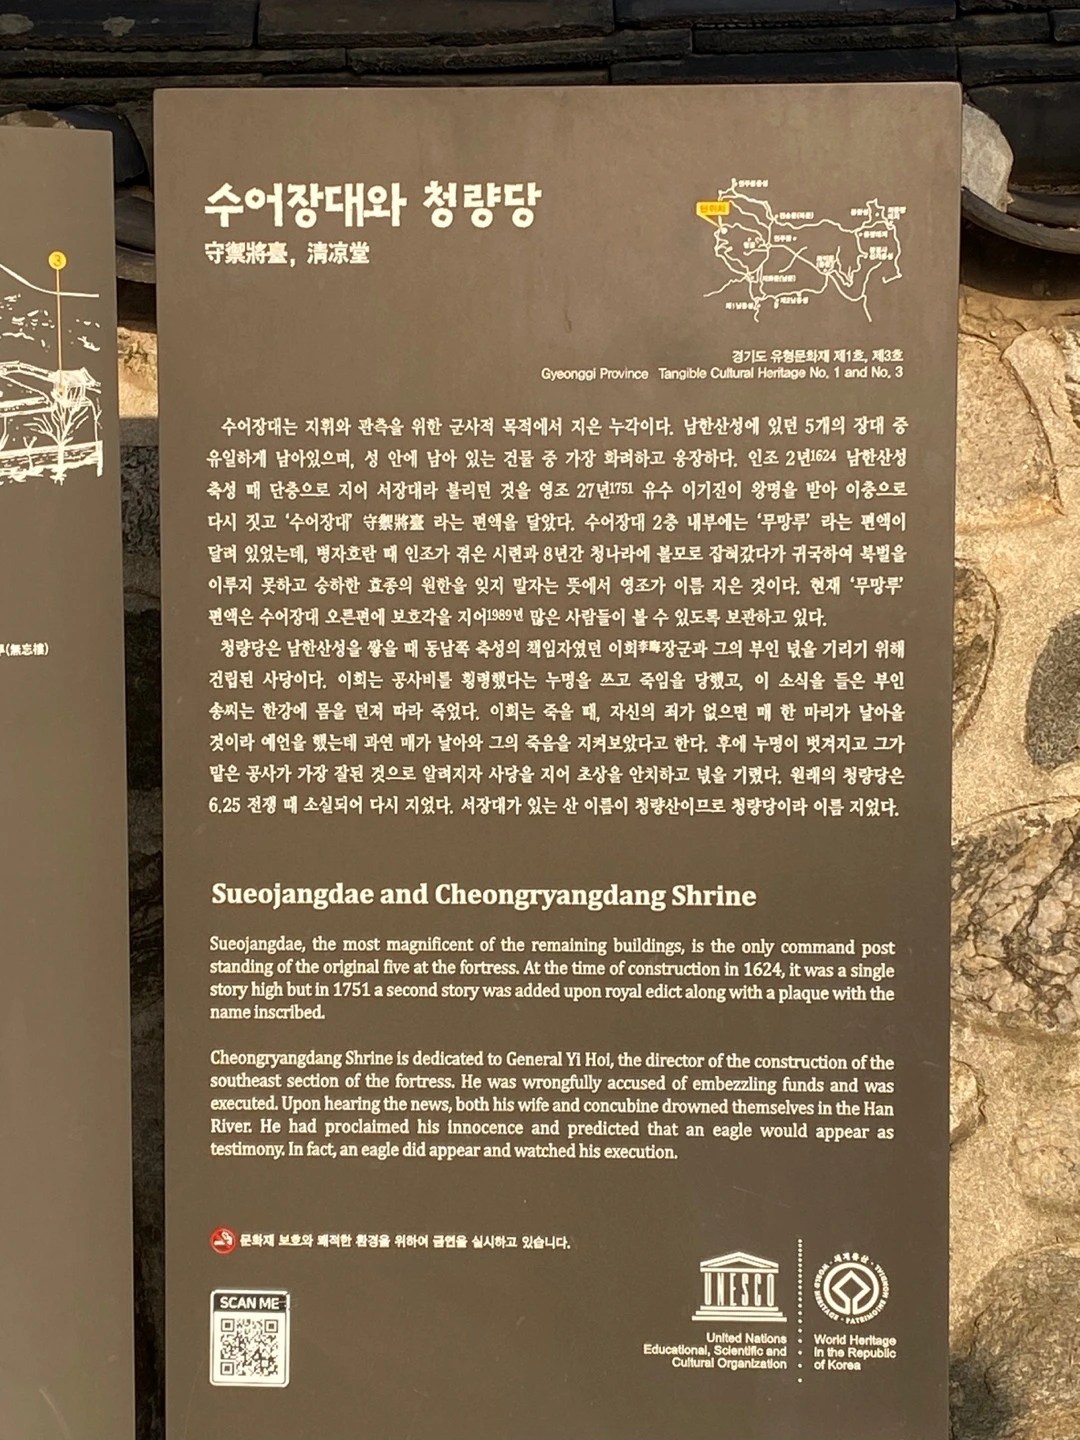 수어장대와 청량당
守禦將臺, 淸凉堂
현위치
3
경기도 유형문화재 제1호, 제3호
Gyeonggi Province Tangible Cultural Heritage No. 1 and No. 3
수어장대는 지휘와 관측을 위한 군사적 목적에서 지은 누각이다. 남한산성에 있던 5개의 장대 중
유일하게 남아있으며, 성 안에 남아 있는 건물 중 가장 화려하고 웅장하다. 인조 2년1624 남한산성
축성 때 단층으로 지어 서장대라 불리던 것을 영조 27년1751 유수 이기진이 왕명을 받아 이층으로
다시 짓고 '수어장대' 守禦將臺 라는 편액을 달았다. 수어장대 2층 내부에는 '무망루' 라는 편액이
달려 있었는데, 병자호란 때 인조가 겪은 시련과 8년간 청나라에 볼모로 잡혀갔다가 귀국하여 북벌을
이루지 못하고 승하한 효종의 원한을 잊지 말자는 뜻에서 영조가 이름 지은 것이다. 현재 '무망루'
편액은 수어장대 오른편에 보호각을 지어1989년 많은 사람들이 볼 수 있도록 보관하고 있다.
(無忘樓)
청량당은 남한산성을 쌓을 때 동남쪽 축성의 책임자였던 이회李晦장군과 그의 부인 넋을 기리기 위해
건립된 사당이다. 이회는 공사비를 횡령했다는 누명을 쓰고 죽임을 당했고, 이 소식을 들은 부인
송씨는 한강에 몸을 던져 따라 죽었다. 이회는 죽을 때, 자신의 죄가 없으면 매 한 마리가 날아올
것이라 예언을 했는데 과연 매가 날아와 그의 죽음을 지켜보았다고 한다. 후에 누명이 벗겨지고 그가
맡은 공사가 가장 잘된 것으로 알려지자 사당을 지어 초상을 안치하고 넋을 기렸다. 원래의 청량당은
6.25 전쟁 때 소실되어 다시 지었다. 서장대가 있는 산 이름이 청량산이므로 청량당이라 이름 지었다.
Sueojangdae and Cheongryangdang Shrine
Sueojangdae, the most magnificent of the remaining buildings, is the only command post
standing of the original five at the fortress. At the time of construction in 1624, it was a single
story high but in 1751 a second story was added upon royal edict along with a plaque with the
name inscribed.
Cheongryangdang Shrine is dedicated to General Yi Hoi, the director of the construction of the
southeast section of the fortress. He was wrongfully accused of embezzling funds and was
executed. Upon hearing the news, both his wife and concubine drowned themselves in the Han
River. He had proclaimed his innocence and predicted that an eagle would appear as
testimony. In fact, an eagle did appear and watched his execution.
문화재 보호와 쾌적한 환경을 위하여 금연을 실시하고 있습니다.
SCAN ME
UNESCO
United Nations
Educational, Scientific and
Cultural Organization
WORLD HERITAGE · PATRIMOINE MONDIAL · 세계유산
World Heritage
in the Republic
of Korea